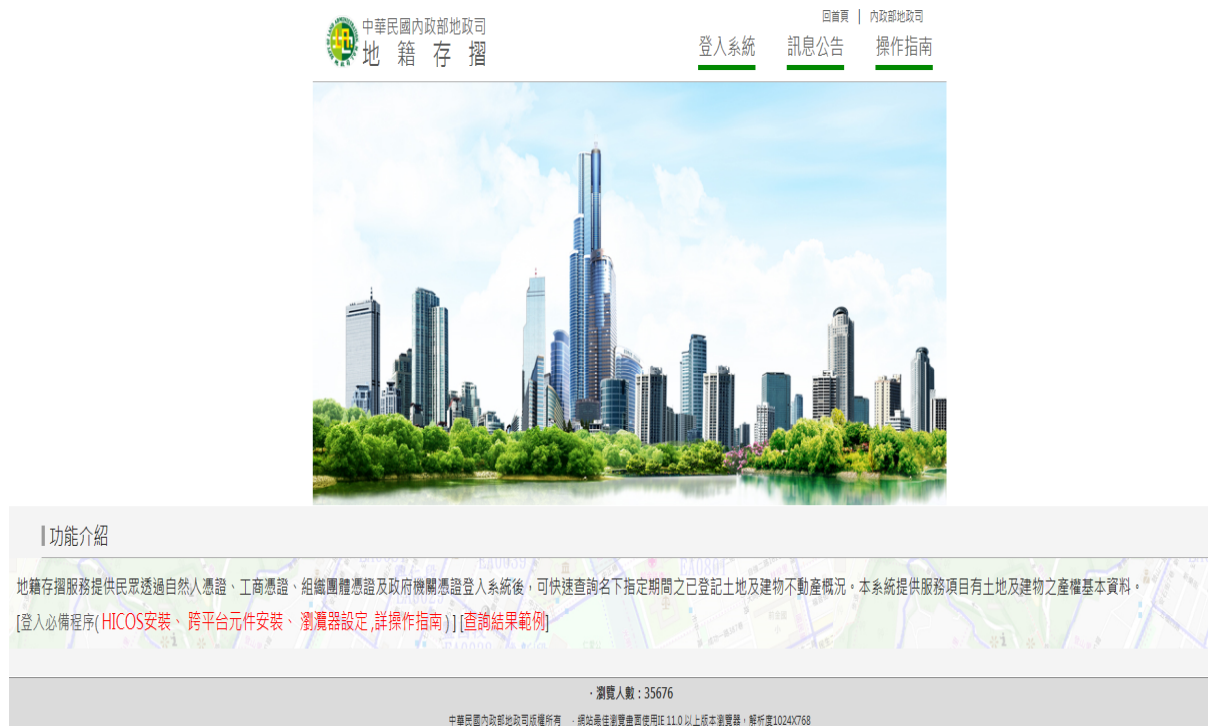 回首頁 | 內政部地政司
中華民國內政部地政司
地籍存摺
登入系統 訊息公告 操作指南
功能介紹
地籍存摺服務提供民眾透過自然人憑證、工商憑證、組織團體憑證及政府機關憑證登入系統後，可快速查詢名下指定期間之已登記土地及建物不動產概況。本系統提供服務項目有土地及建物之產權基本資料。
[登入必備程序( HICOS安裝、 跨平台元件安裝、 瀏灠器設定 ,詳操作指南 ) ] [查詢結果範例]
‧瀏覽人數 : 35676
中華民國內政部地政司版權所有 ‧網站最佳瀏覽畫面使用IE 11.0 以上版本瀏覽器，解析度1024X768